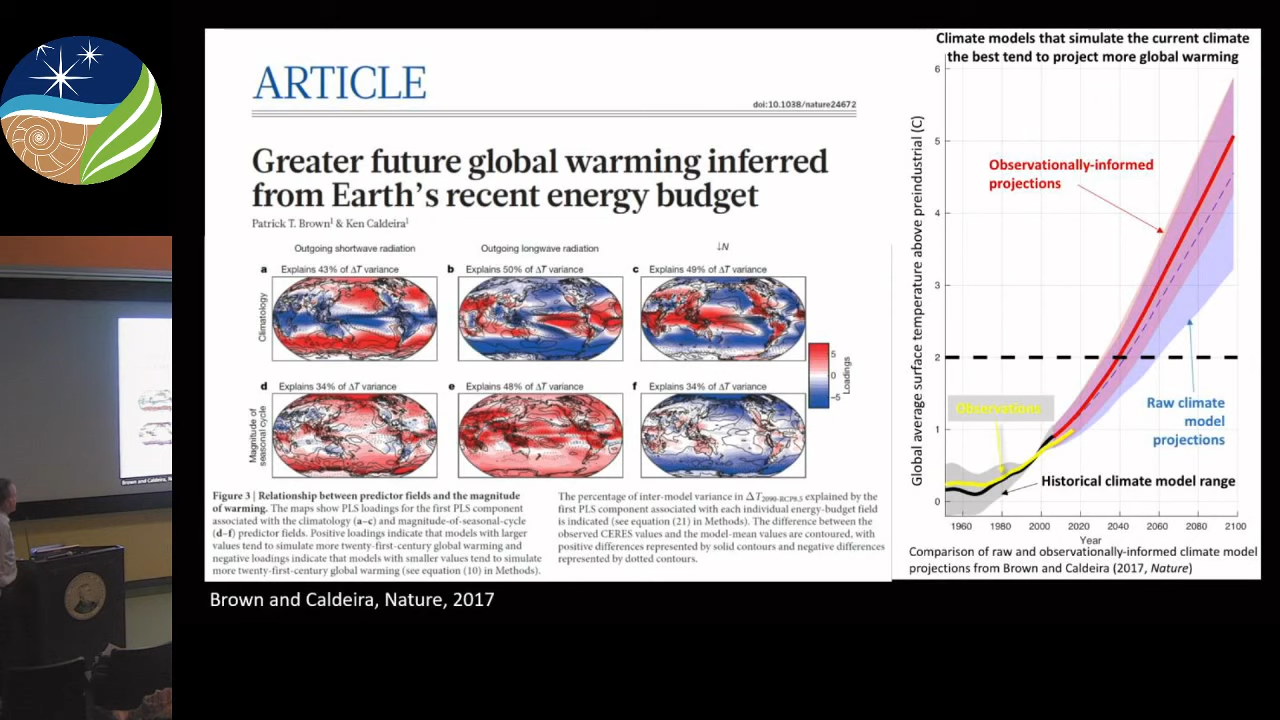 ARTICLE
doi:10.1038/nature24672
Greater future global warming inferred
from Earth's recent energy budget
Patrick T. Brown¹ & Ken Caldeira¹
Outgoing shortwave radiation
Outgoing longwave radiation
↓N
a Explains 43% of ΔT variance
b Explains 50% of ΔT variance
c Explains 49% of ΔT variance
Climatology
d Explains 34% of ΔT variance
e Explains 48% of ΔT variance
f Explains 34% of ΔT variance
Magnitude of
seasonal cycle
5
0
−5
Loadings
Figure 3 | Relationship between predictor fields and the magnitude
of warming. The maps show PLS loadings for the first PLS component
associated with the climatology (a–c) and magnitude-of-seasonal-cycle
(d–f) predictor fields. Positive loadings indicate that models with larger
values tend to simulate more twenty-first-century global warming and
negative loadings indicate that models with smaller values tend to simulate
more twenty-first-century global warming (see equation (10) in Methods).
The percentage of inter-model variance in ΔT2090-RCP8.5 explained by the
first PLS component associated with each individual energy-budget field
is indicated (see equation (21) in Methods). The difference between the
observed CERES values and the model-mean values are contoured, with
positive differences represented by solid contours and negative differences
represented by dotted contours.
Climate models that simulate the current climate
the best tend to project more global warming
Global average surface temperature above preindustrial (C)
6
5
4
3
2
1
0
Observationally-informed
projections
Observations
Raw climate
model
projections
Historical climate model range
1960 1980 2000 2020 2040 2060 2080 2100
Year
Comparison of raw and observationally-informed climate model
projections from Brown and Caldeira (2017, Nature)
Brown and Caldeira, Nature, 2017